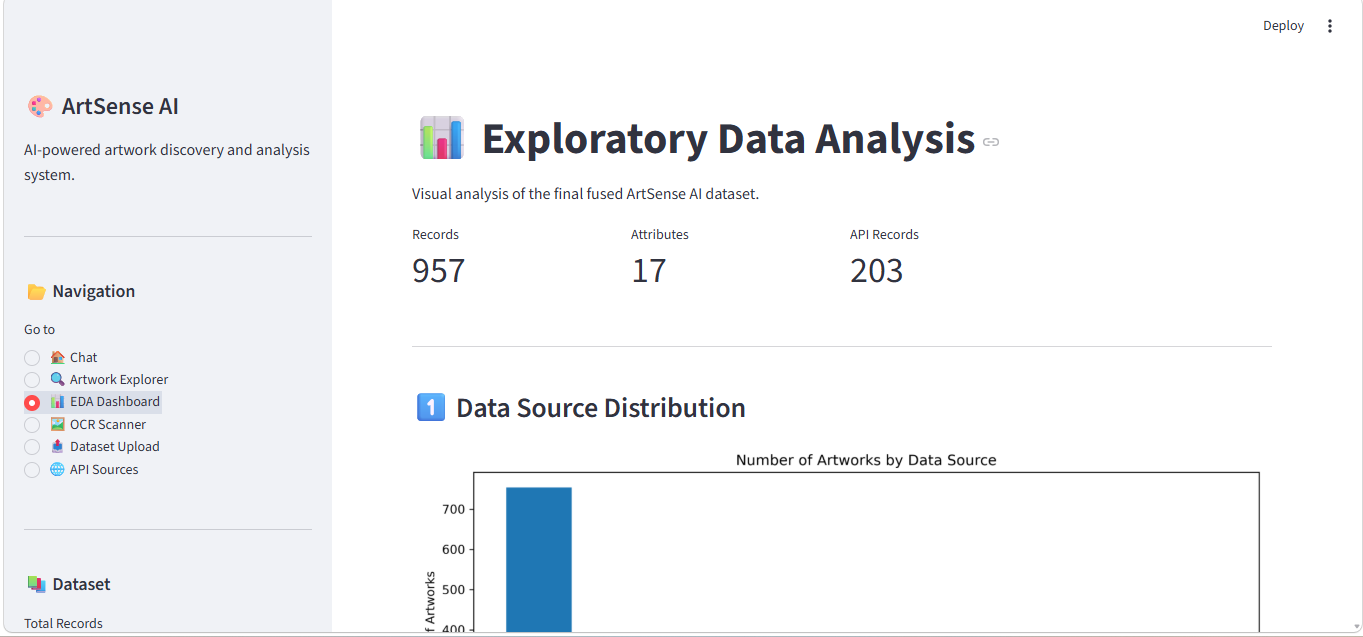 Deploy
ArtSense AI
AI-powered artwork discovery and analysis
system.
Navigation
Go to
Chat
Artwork Explorer
EDA Dashboard
OCR Scanner
Dataset Upload
API Sources
Dataset
Total Records
Exploratory Data Analysis
Visual analysis of the final fused ArtSense AI dataset.
Records
Attributes
API Records
957
17
203
1 Data Source Distribution
Number of Artworks by Data Source
700
600
500
400
f Artworks